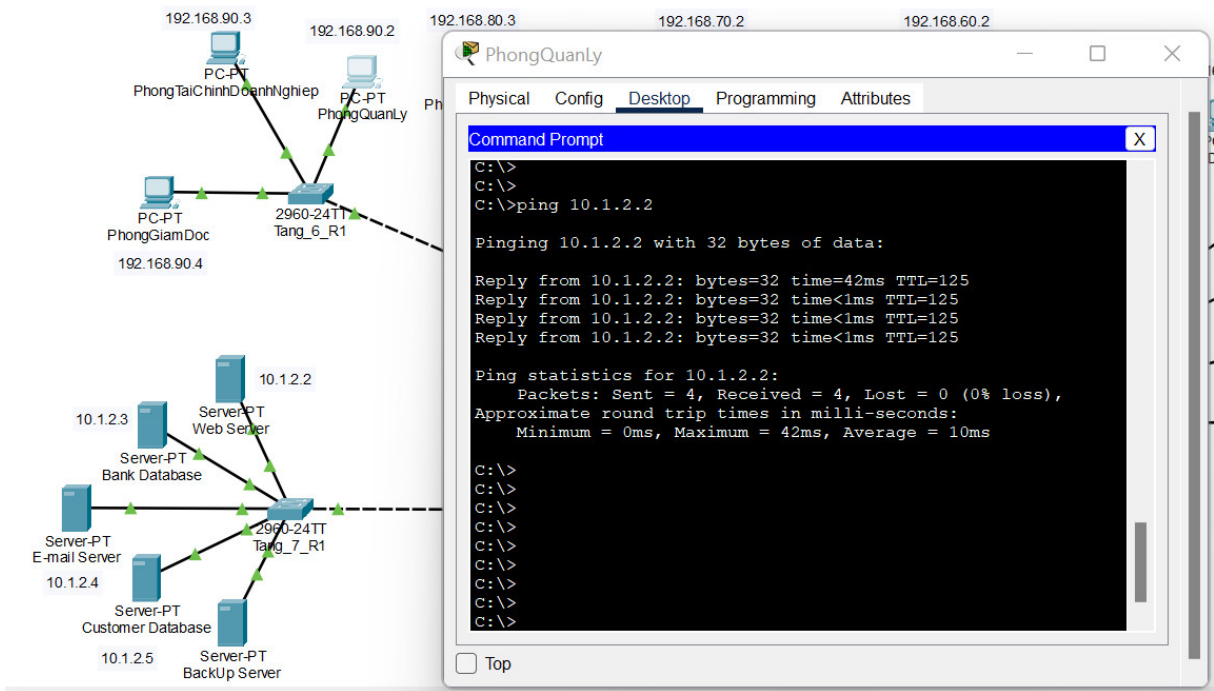 192.168.90.3
192.168.90.2
192.168.80.3
192.168.70.2
192.168.60.2
PC-PT
PhongTaiChinhDoanhNghiep
PC-PT
PhongQuanLy
Ph
PC-PT
PhongGiamDoc
192.168.90.4
2960-24TT
Tang_6_R1
10.1.2.2
Server-PT
Web Server
10.1.2.3
Server-PT
Bank Database
Server-PT
E-mail Server
10.1.2.4
2960-24TT
Tang_7_R1
Server-PT
Customer Database
10.1.2.5
Server-PT
BackUp Server
PhongQuanLy
Physical Config Desktop Programming Attributes
Command Prompt
X
C:\>
C:\>
C:\>ping 10.1.2.2
Pinging 10.1.2.2 with 32 bytes of data:
Reply from 10.1.2.2: bytes=32 time=42ms TTL=125
Reply from 10.1.2.2: bytes=32 time<1ms TTL=125
Reply from 10.1.2.2: bytes=32 time<1ms TTL=125
Reply from 10.1.2.2: bytes=32 time<1ms TTL=125
Ping statistics for 10.1.2.2:
Packets: Sent = 4, Received = 4, Lost = 0 (0% loss),
Approximate round trip times in milli-seconds:
Minimum = 0ms, Maximum = 42ms, Average = 10ms
C:\>
C:\>
C:\>
C:\>
C:\>
C:\>
C:\>
C:\>
C:\>
Top